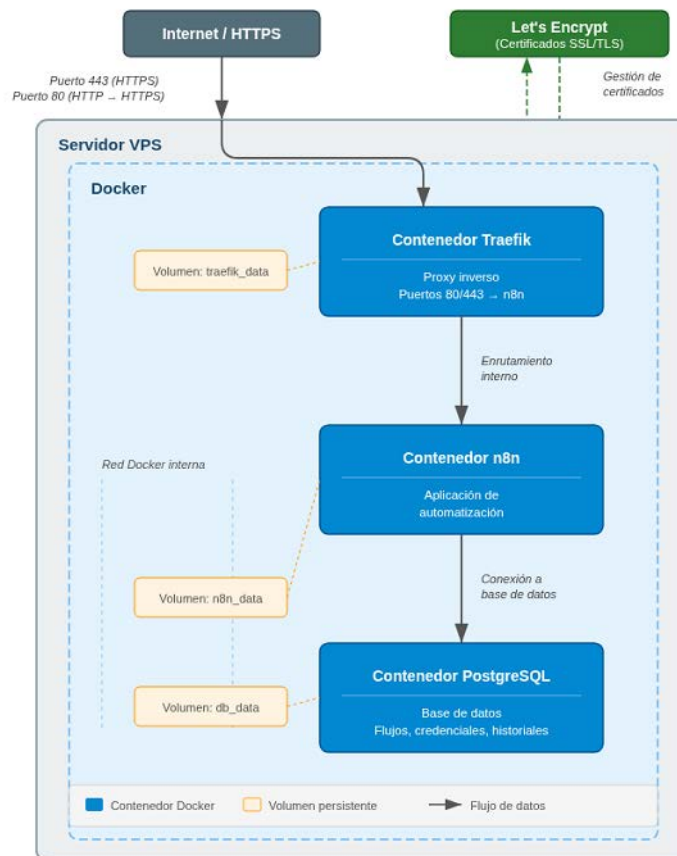 Internet / HTTPS
Let's Encrypt
(Certificados SSL/TLS)
Puerto 443 (HTTPS)
Puerto 80 (HTTP → HTTPS)
Gestión de
certificados
Servidor VPS
Docker
Contenedor Traefik
Proxy inverso
Puertos 80/443 → n8n
Volumen: traefik_data
Enrutamiento
interno
Contenedor n8n
Aplicación de
automatización
Red Docker interna
Volumen: n8n_data
Conexión a
base de datos
Contenedor PostgreSQL
Base de datos
Flujos, credenciales, historiales
Volumen: db_data
Contenedor Docker
Volumen persistente
Flujo de datos